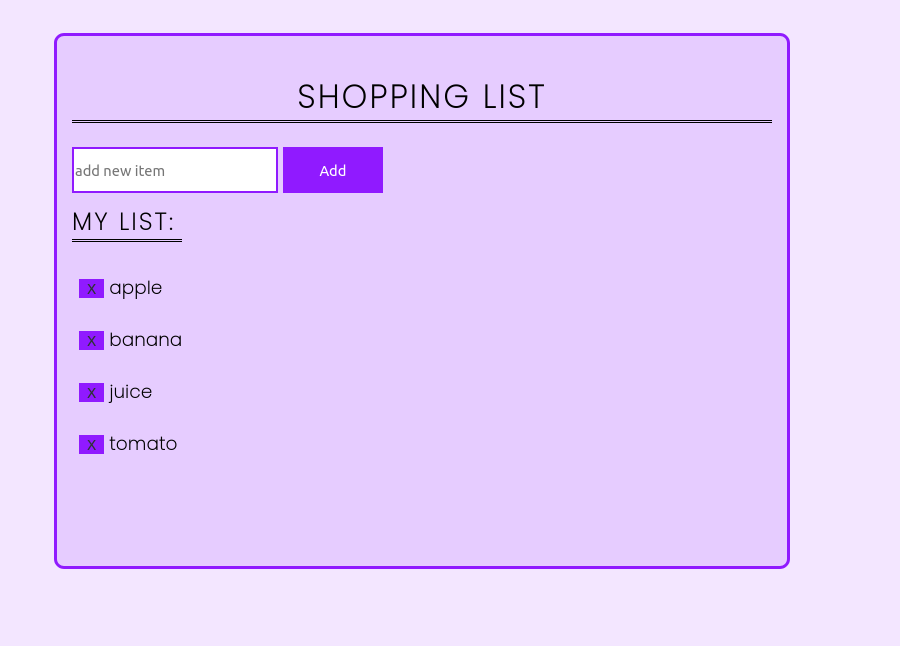 SHOPPING LIST
add new item Add
MY LIST:
X apple
X banana
X juice
X tomato